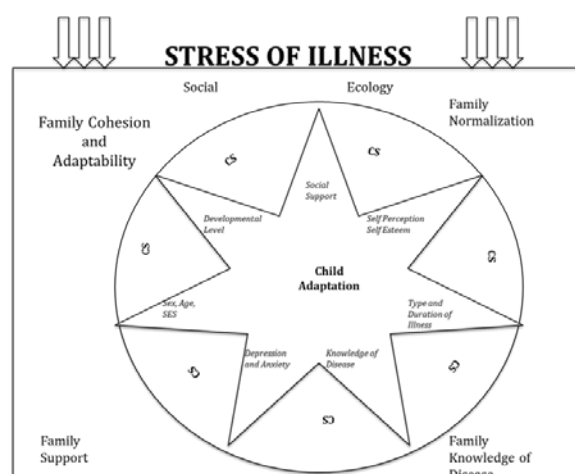 STRESS OF ILLNESS
Social
Ecology
Family Cohesion
and
Adaptability
Family
Normalization
CS
CS
Social
Support
Developmental
Level
Self Perception
Self Esteem
CS
CS
Child
Adaptation
Sex, Age,
SES
Type and
Duration of
Illness
Depression
and Anxiety
Knowledge of
Disease
CS
CS
CS
Family
Support
Family
Knowledge of
Disease